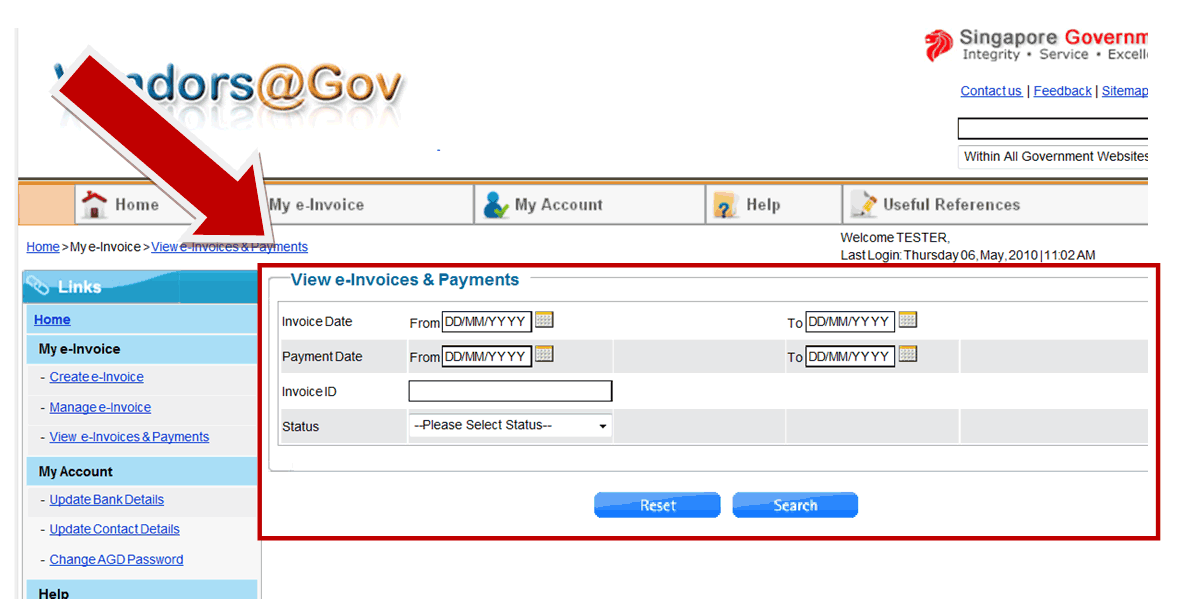 Vendors@Gov
Singapore Governm
Integrity • Service • Excelle
Contact us | Feedback | Sitemap
Within All Government Websites
Home My e-Invoice My Account Help Useful References
Home > My e-Invoice > View e-Invoices & Payments
Welcome TESTER,
Last Login: Thursday 06, May, 2010 | 11:02 AM
Links
Home
My e-Invoice
- Create e-Invoice
- Manage e-Invoice
- View e-Invoices & Payments
My Account
- Update Bank Details
- Update Contact Details
- Change AGD Password
Help
View e-Invoices & Payments
Invoice Date From DD/MM/YYYY To DD/MM/YYYY
Payment Date From DD/MM/YYYY To DD/MM/YYYY
Invoice ID
Status --Please Select Status--
Reset Search